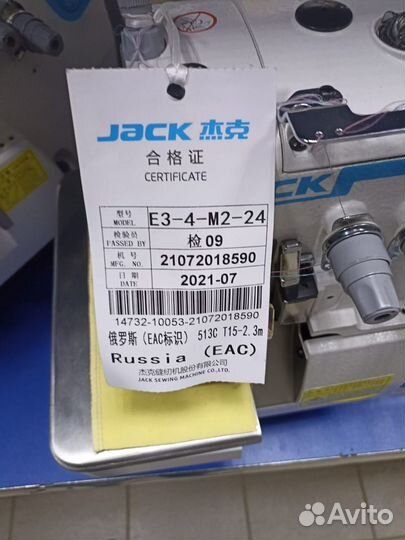 JACK 杰克
合格证
CERTIFICATE
型号 MODEL E3-4-M2-24
检验员 PASSED BY 检09
机号 MFG. NO. 21072018590
日期 DATE 2021-07
14732-10053-21072018590
俄罗斯(EAC标识) 513C T15-2.3m
Russia (EAC)
杰克缝纫机股份有限公司
JACK SEWING MACHINE CO.,LTD.
JACK
Avito